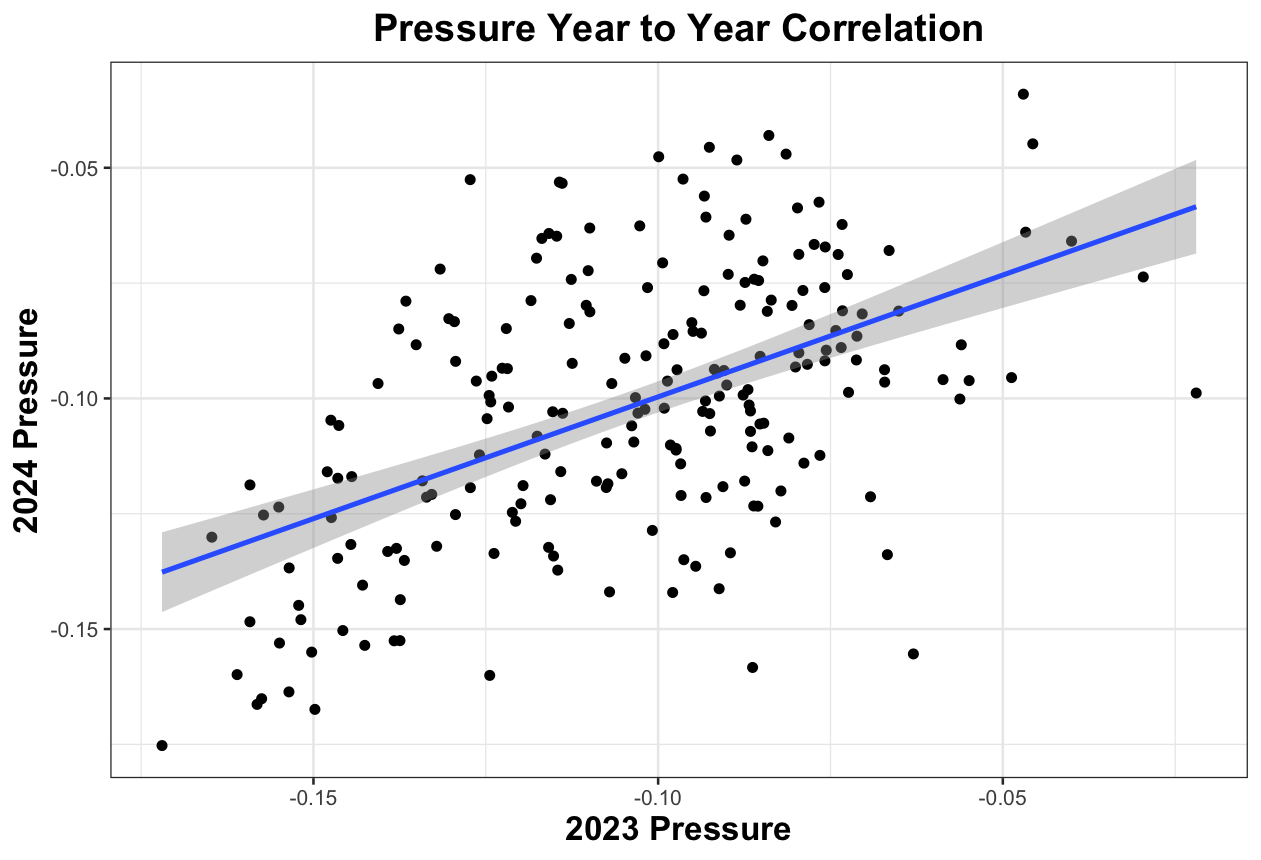 Pressure Year to Year Correlation
2024 Pressure
-0.05
-0.10
-0.15
-0.15 -0.10 -0.05
2023 Pressure